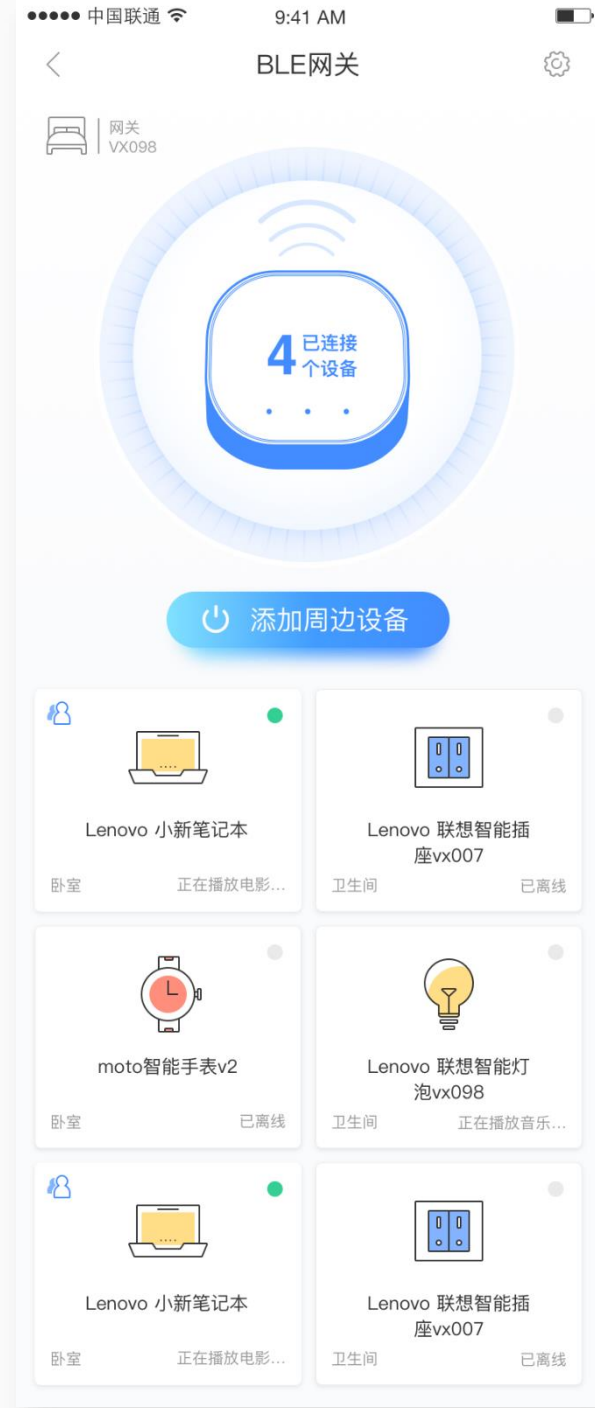 中国联通
9:41 AM
BLE网关
网关
VX098
4 已连接
个设备
添加周边设备
Lenovo 小新笔记本
卧室
正在播放电影...
Lenovo 联想智能插
座vx007
卫生间
已离线
moto智能手表v2
卧室
已离线
Lenovo 联想智能灯
泡vx098
卫生间
正在播放音乐...
Lenovo 小新笔记本
卧室
正在播放电影...
Lenovo 联想智能插
座vx007
卫生间
已离线